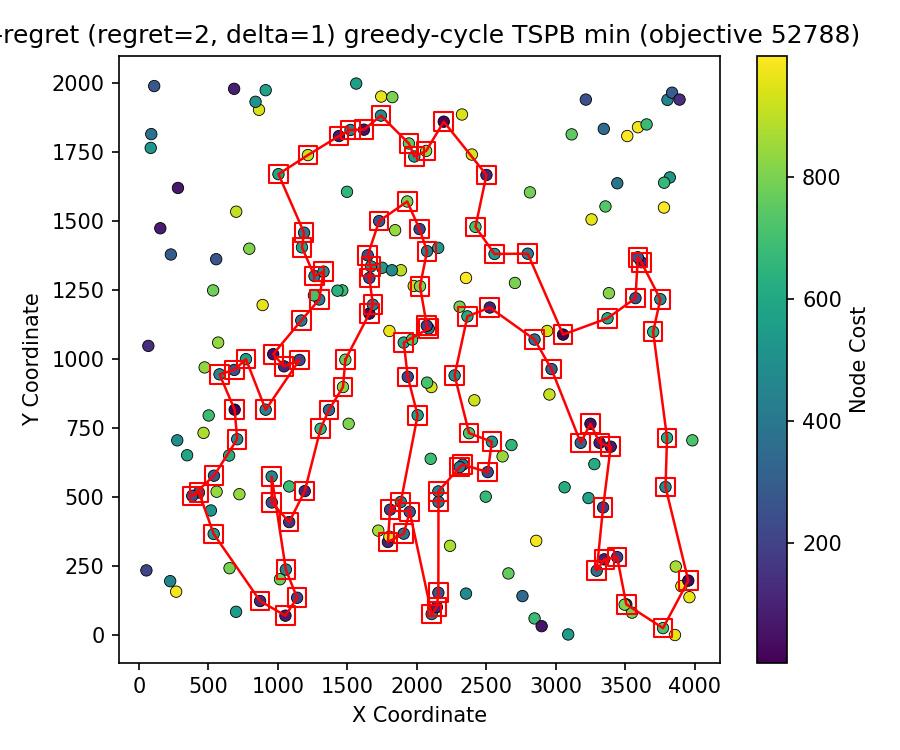 -regret (regret=2, delta=1) greedy-cycle TSPB min (objective 52788)
2000
1750
1500
1250
1000
750
500
250
0
Y Coordinate
0 500 1000 1500 2000 2500 3000 3500 4000
X Coordinate
800
600
400
200
Node Cost